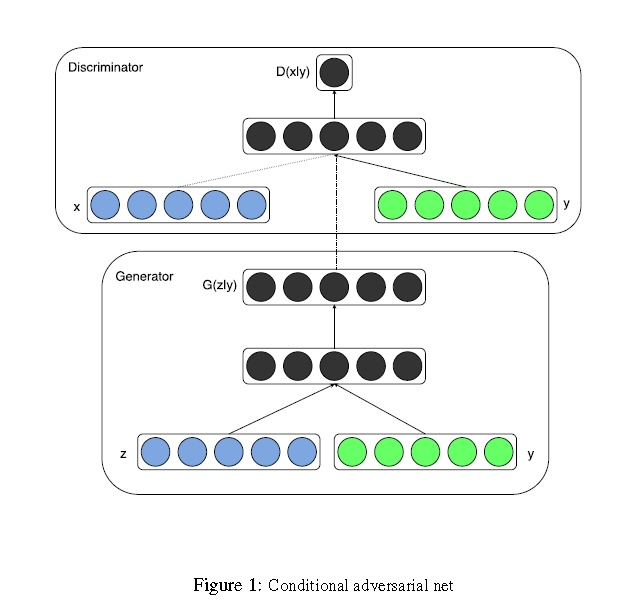 Discriminator
D(x|y)
x
y
Generator
G(z|y)
z
y
Figure 1: Conditional adversarial net